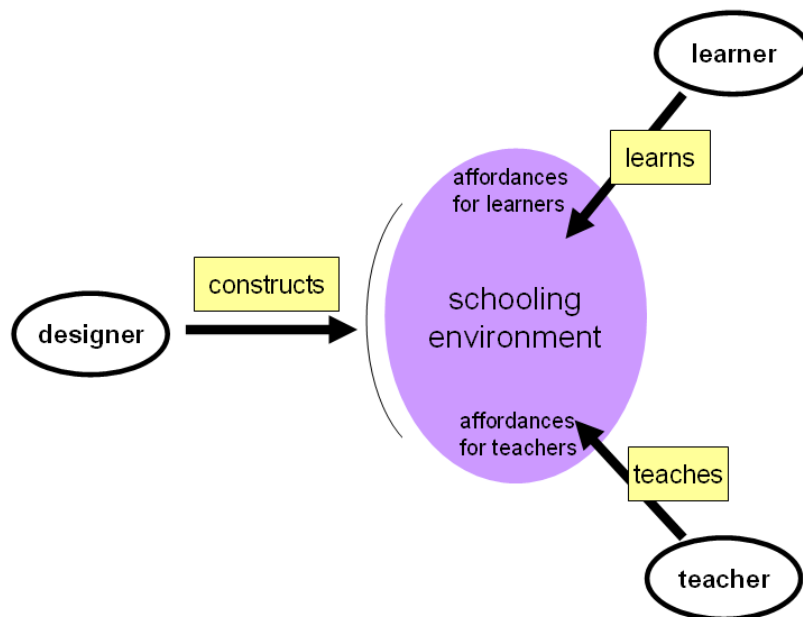 learner
learns
affordances
for learners
constructs
schooling
environment
designer
affordances
for teachers
teaches
teacher